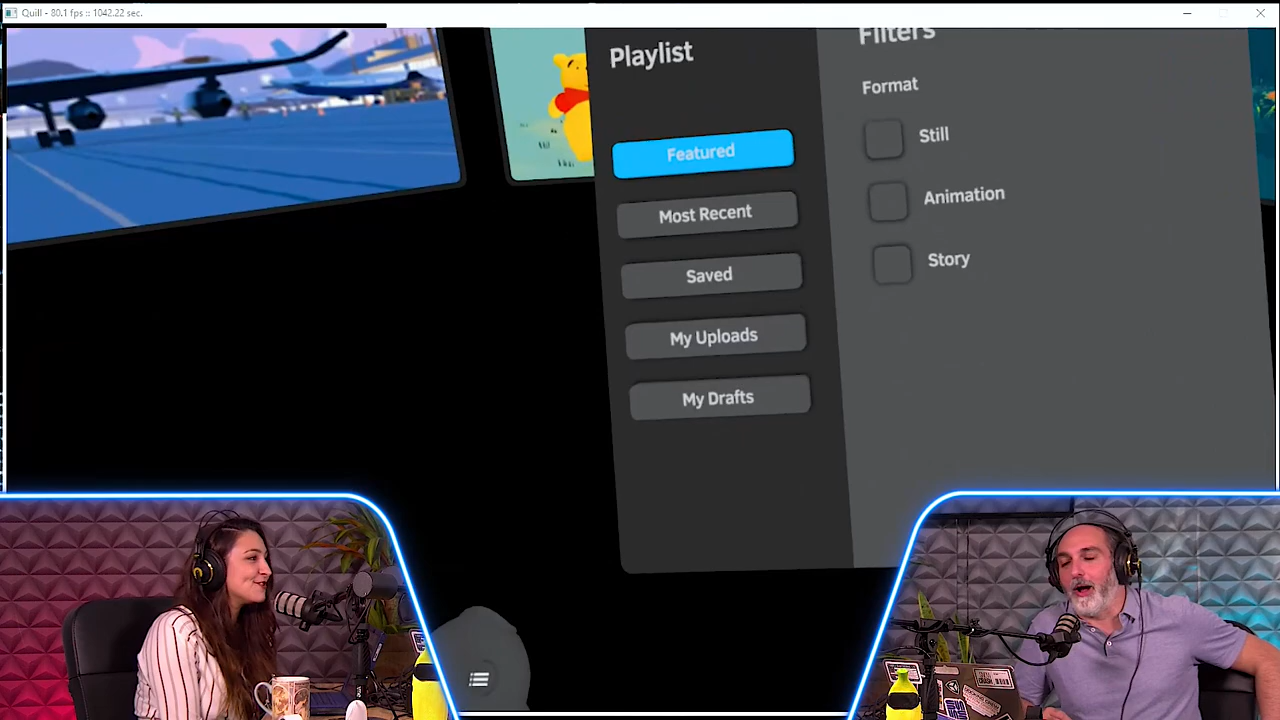 Quill - 80.1 fps :: 1042.22 sec.
Playlist
Featured
Most Recent
Saved
My Uploads
My Drafts
Filters
Format
Still
Animation
Story